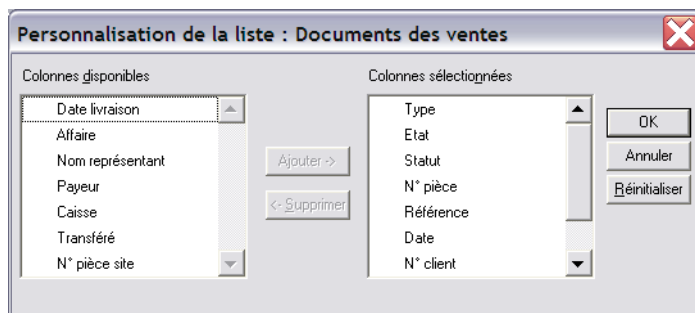 Personnalisation de la liste : Documents des ventes
Colonnes disponibles
Date livraison
Affaire
Nom représentant
Payeur
Caisse
Transféré
N° pièce site
Ajouter ->
<- Supprimer
Colonnes sélectionnées
Type
Etat
Statut
N° pièce
Référence
Date
N° client
OK
Annuler
Réinitialiser